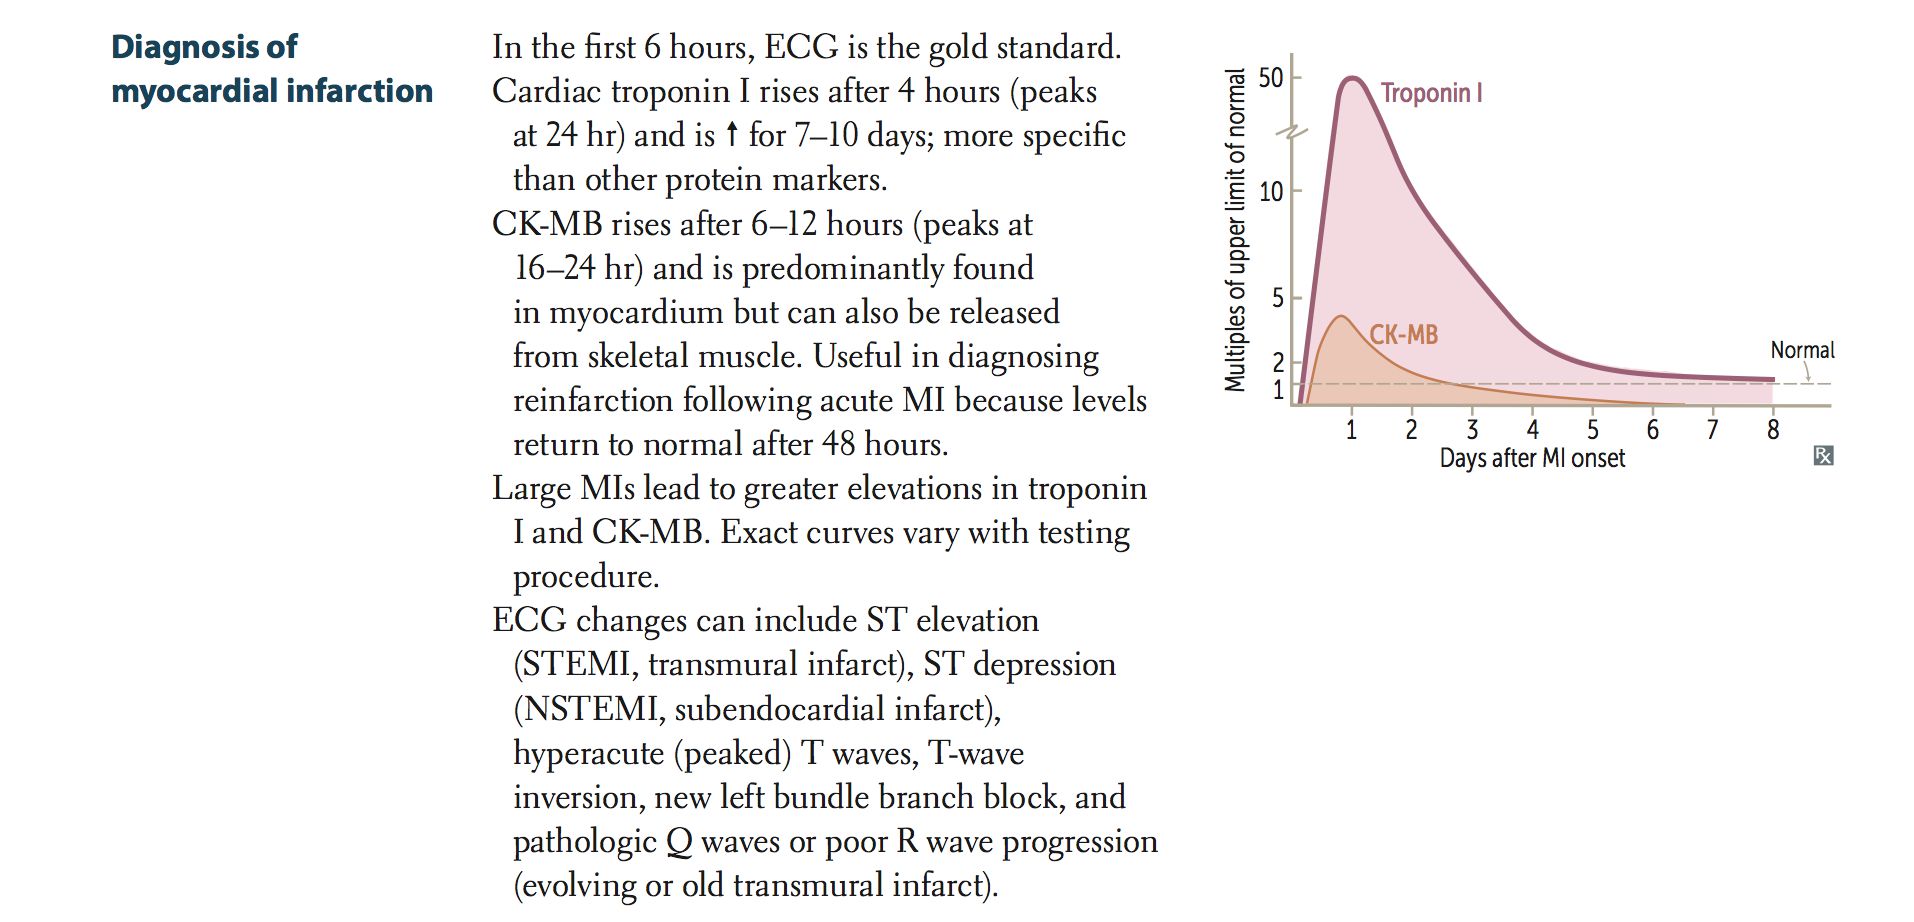 Diagnosis of
myocardial infarction
In the first 6 hours, ECG is the gold standard.
Cardiac troponin I rises after 4 hours (peaks
at 24 hr) and is ↑ for 7–10 days; more specific
than other protein markers.
CK-MB rises after 6–12 hours (peaks at
16–24 hr) and is predominantly found
in myocardium but can also be released
from skeletal muscle. Useful in diagnosing
reinfarction following acute MI because levels
return to normal after 48 hours.
Large MIs lead to greater elevations in troponin
I and CK-MB. Exact curves vary with testing
procedure.
ECG changes can include ST elevation
(STEMI, transmural infarct), ST depression
(NSTEMI, subendocardial infarct),
hyperacute (peaked) T waves, T-wave
inversion, new left bundle branch block, and
pathologic Q waves or poor R wave progression
(evolving or old transmural infarct).
Multiples of upper limit of normal
50
10
5
2
1
Troponin I
CK-MB
Normal
1 2 3 4 5 6 7 8
Days after MI onset
Rx